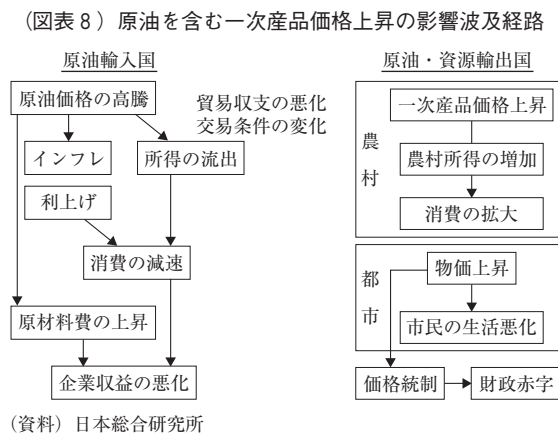 （図表８）原油を含む一次産品価格上昇の影響波及経路
原油輸入国
原油価格の高騰
貿易収支の悪化
交易条件の変化
インフレ
所得の流出
利上げ
消費の減速
原材料費の上昇
企業収益の悪化
原油・資源輸出国
農村
一次産品価格上昇
農村所得の増加
消費の拡大
都市
物価上昇
市民の生活悪化
価格統制
財政赤字
（資料）日本総合研究所